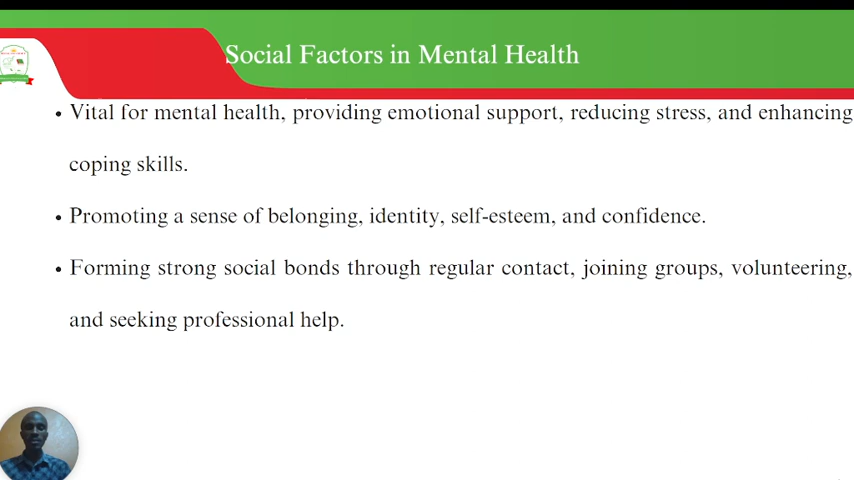 Social Factors in Mental Health
• Vital for mental health, providing emotional support, reducing stress, and enhancing
coping skills.
• Promoting a sense of belonging, identity, self-esteem, and confidence.
• Forming strong social bonds through regular contact, joining groups, volunteering,
and seeking professional help.